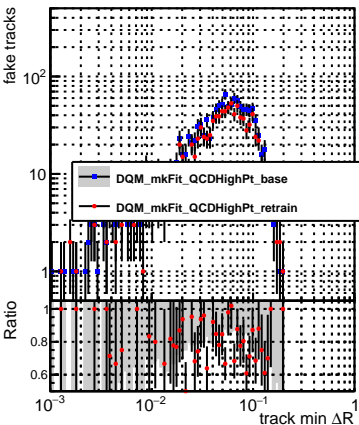 fake tracks
10²
10
1
DQM_mkFit_QCDHighPt_base
DQM_mkFit_QCDHighPt_retrain
Ratio
1
0.8
0.6
10⁻³ 10⁻² 10⁻¹ 1
track min ΔR